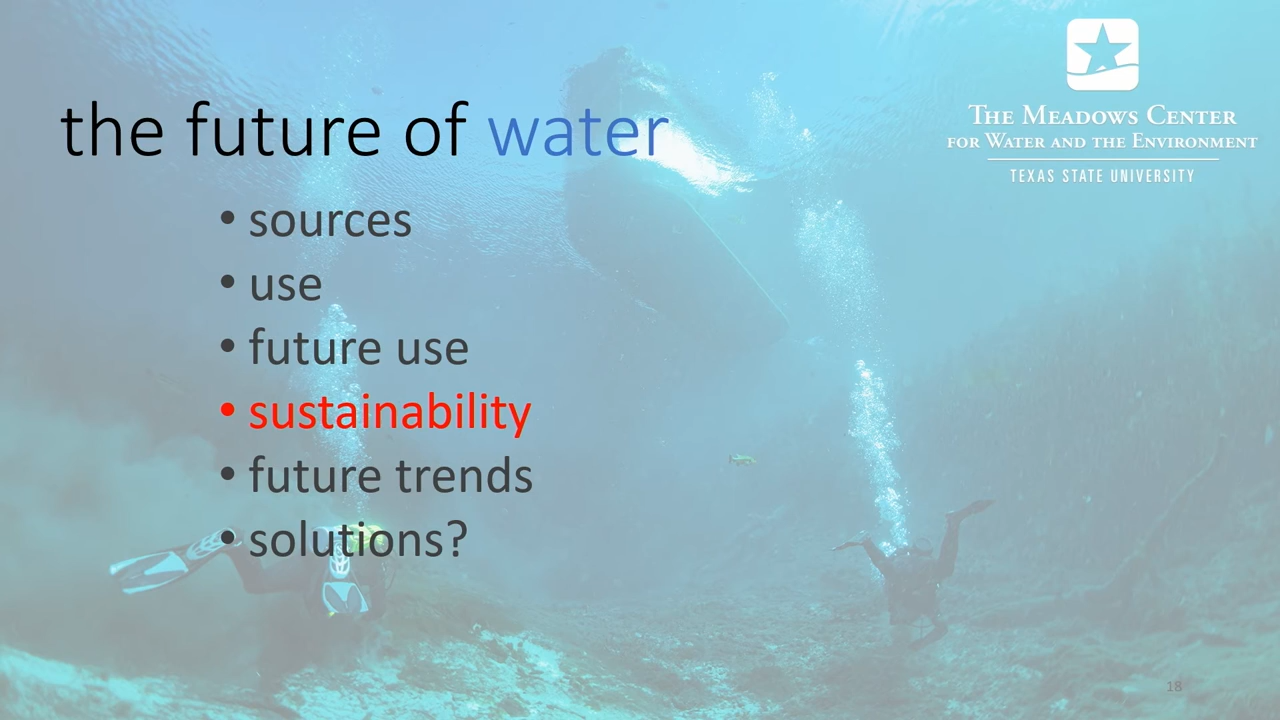 the future of water
• sources
• use
• future use
• sustainability
• future trends
• solutions?
The Meadows Center
for Water and the Environment
TEXAS STATE UNIVERSITY
18